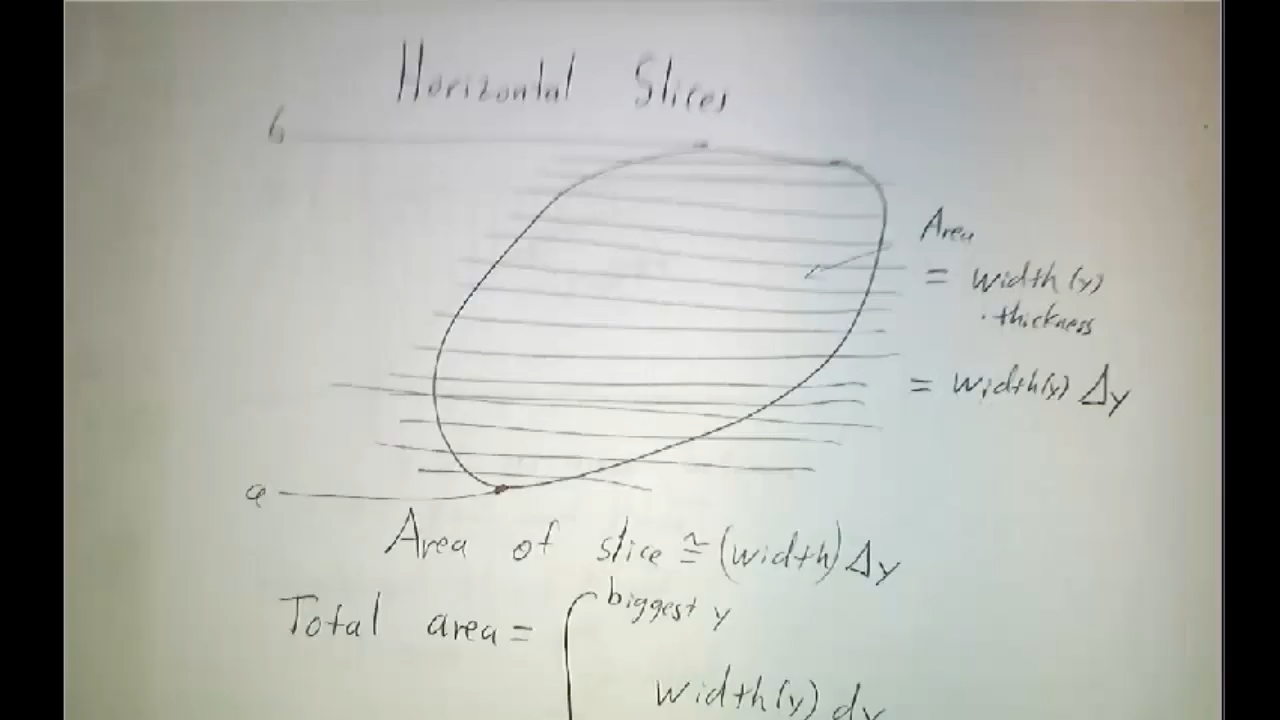 Horizontal Slices
b
Area
= width(y)
· thickness
= width(y) Δy
a
Area of slice ≅ (width) Δy
Total area = ∫ biggest y
width(y) dy